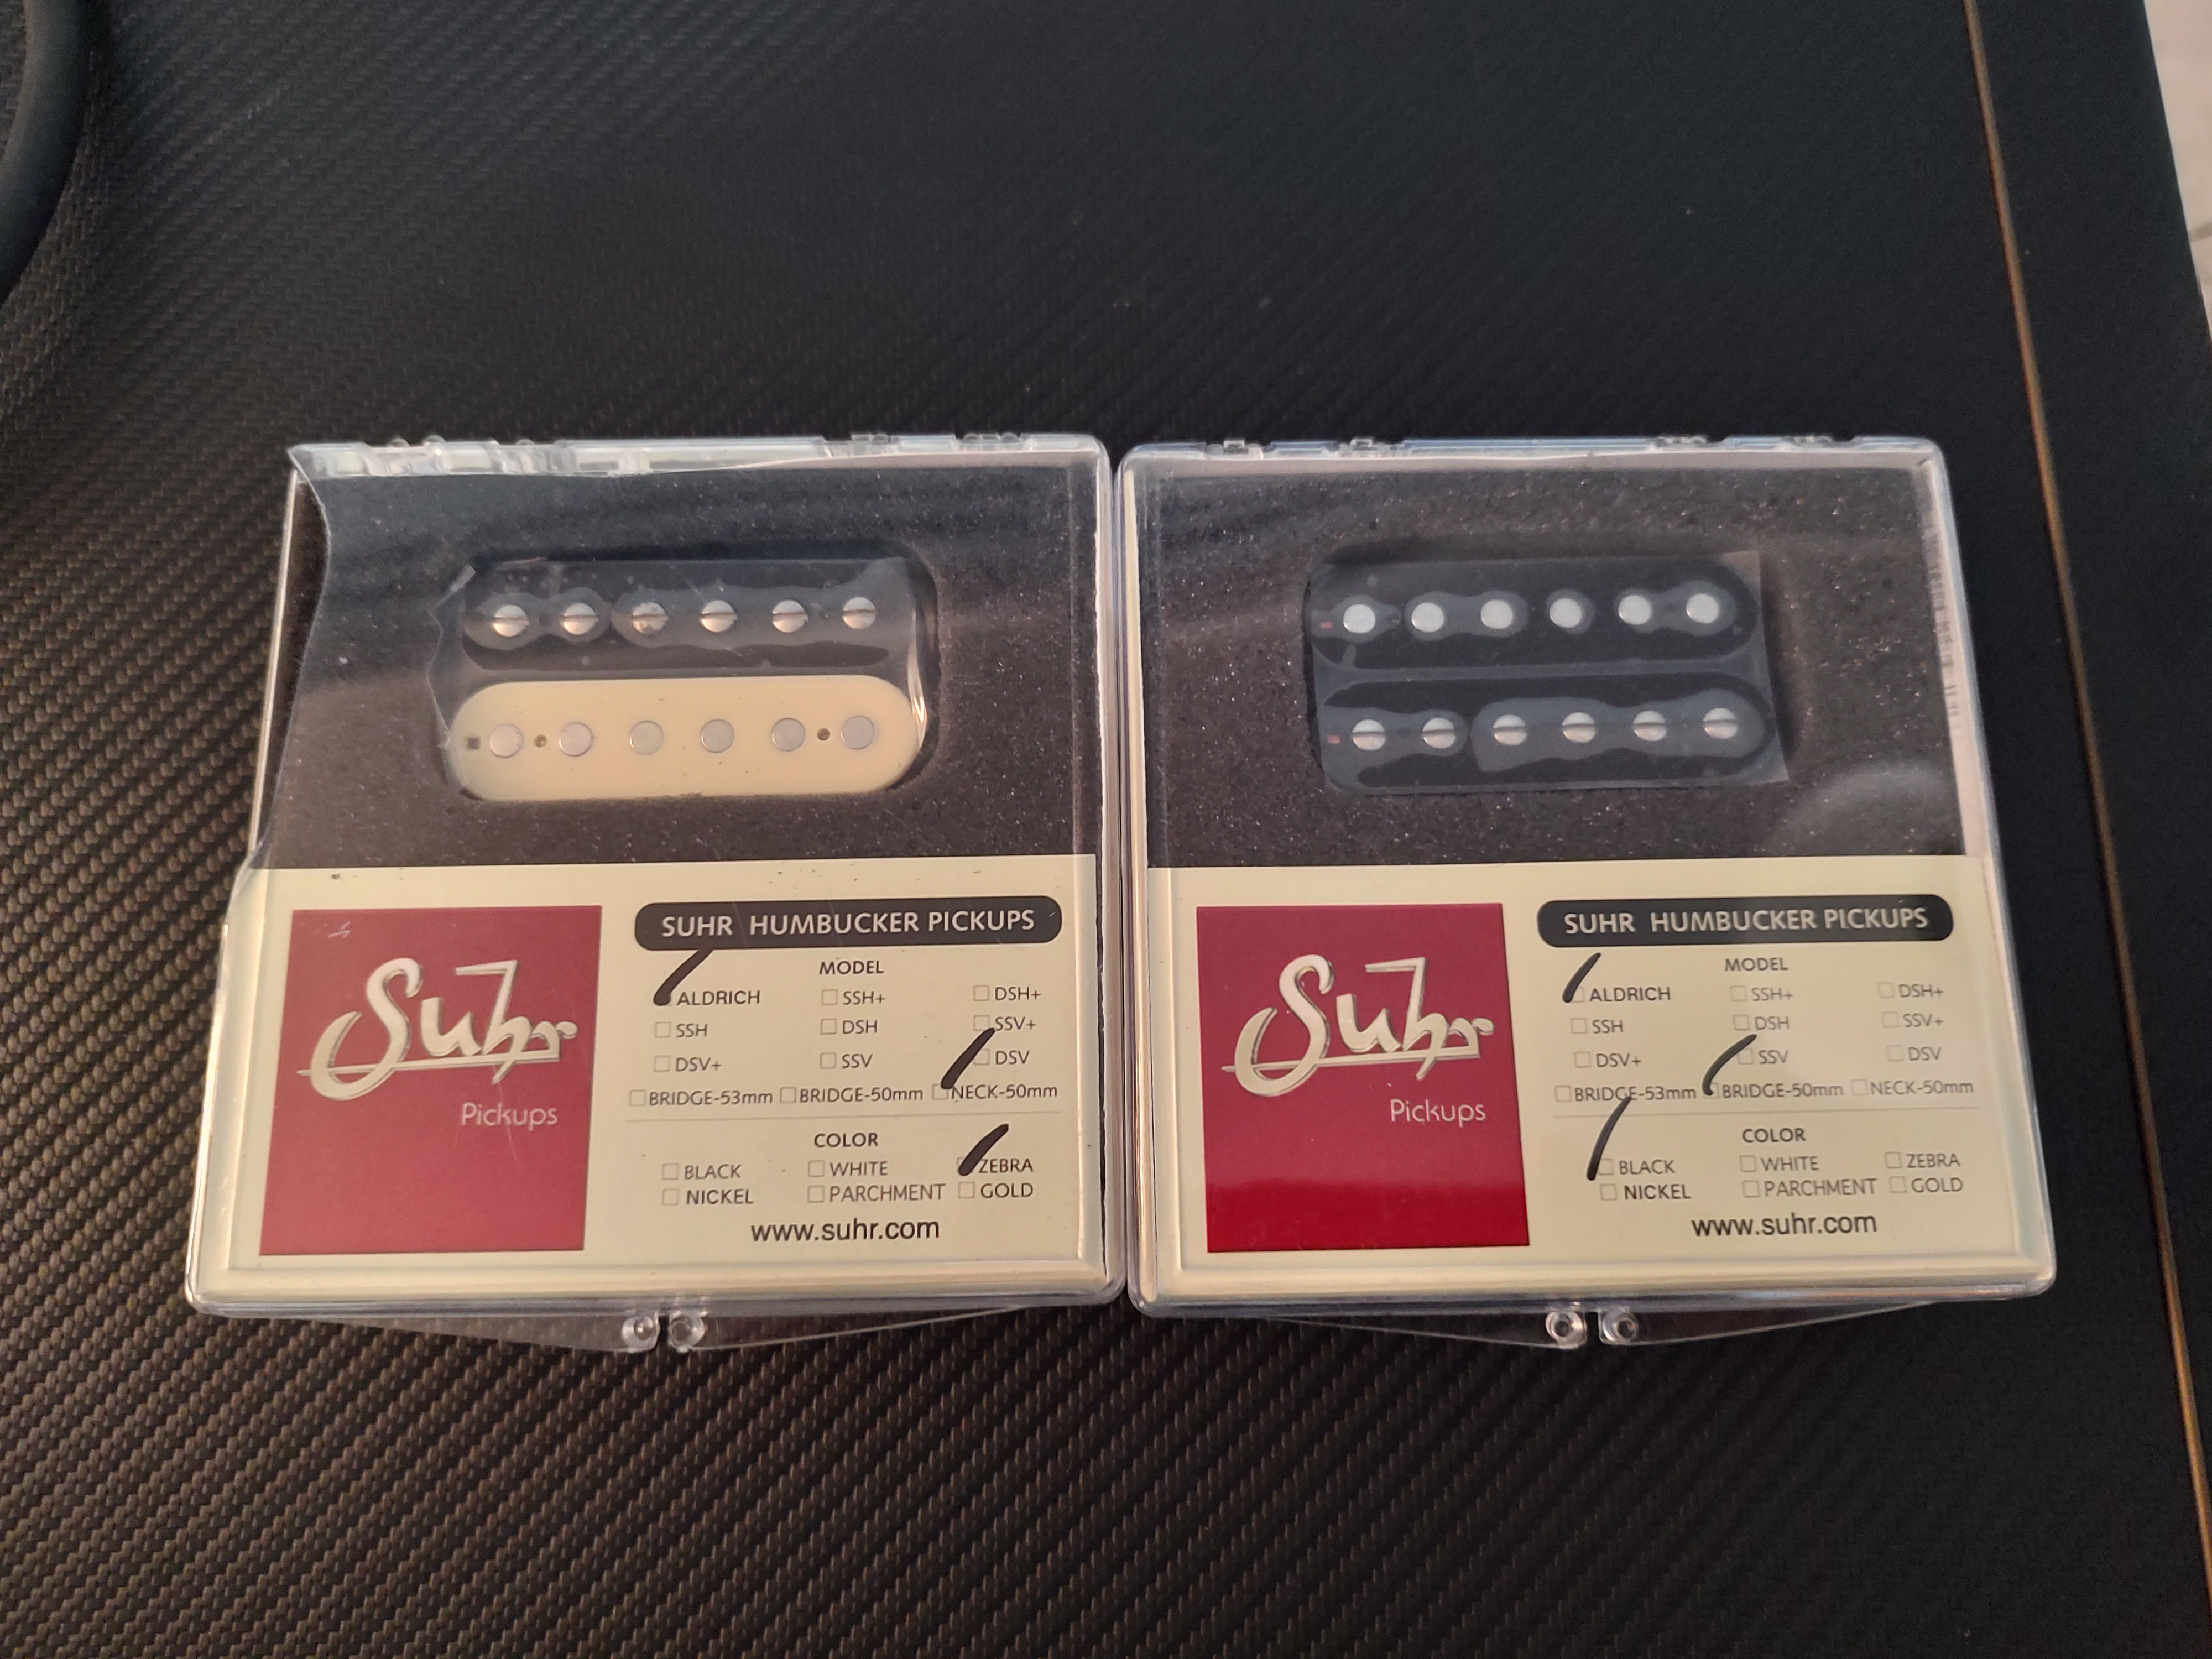 Suhr
Pickups
SUHR HUMBUCKER PICKUPS
MODEL
ALDRICH SSH+ DSH+
SSH DSH SSV+
DSV+ SSV DSV
BRIDGE-53mm BRIDGE-50mm NECK-50mm
COLOR
BLACK WHITE ZEBRA
NICKEL PARCHMENT GOLD
www.suhr.com
Suhr
Pickups
SUHR HUMBUCKER PICKUPS
MODEL
ALDRICH SSH+ DSH+
SSH DSH SSV+
DSV+ SSV DSV
BRIDGE-53mm BRIDGE-50mm NECK-50mm
COLOR
BLACK WHITE ZEBRA
NICKEL PARCHMENT GOLD
www.suhr.com